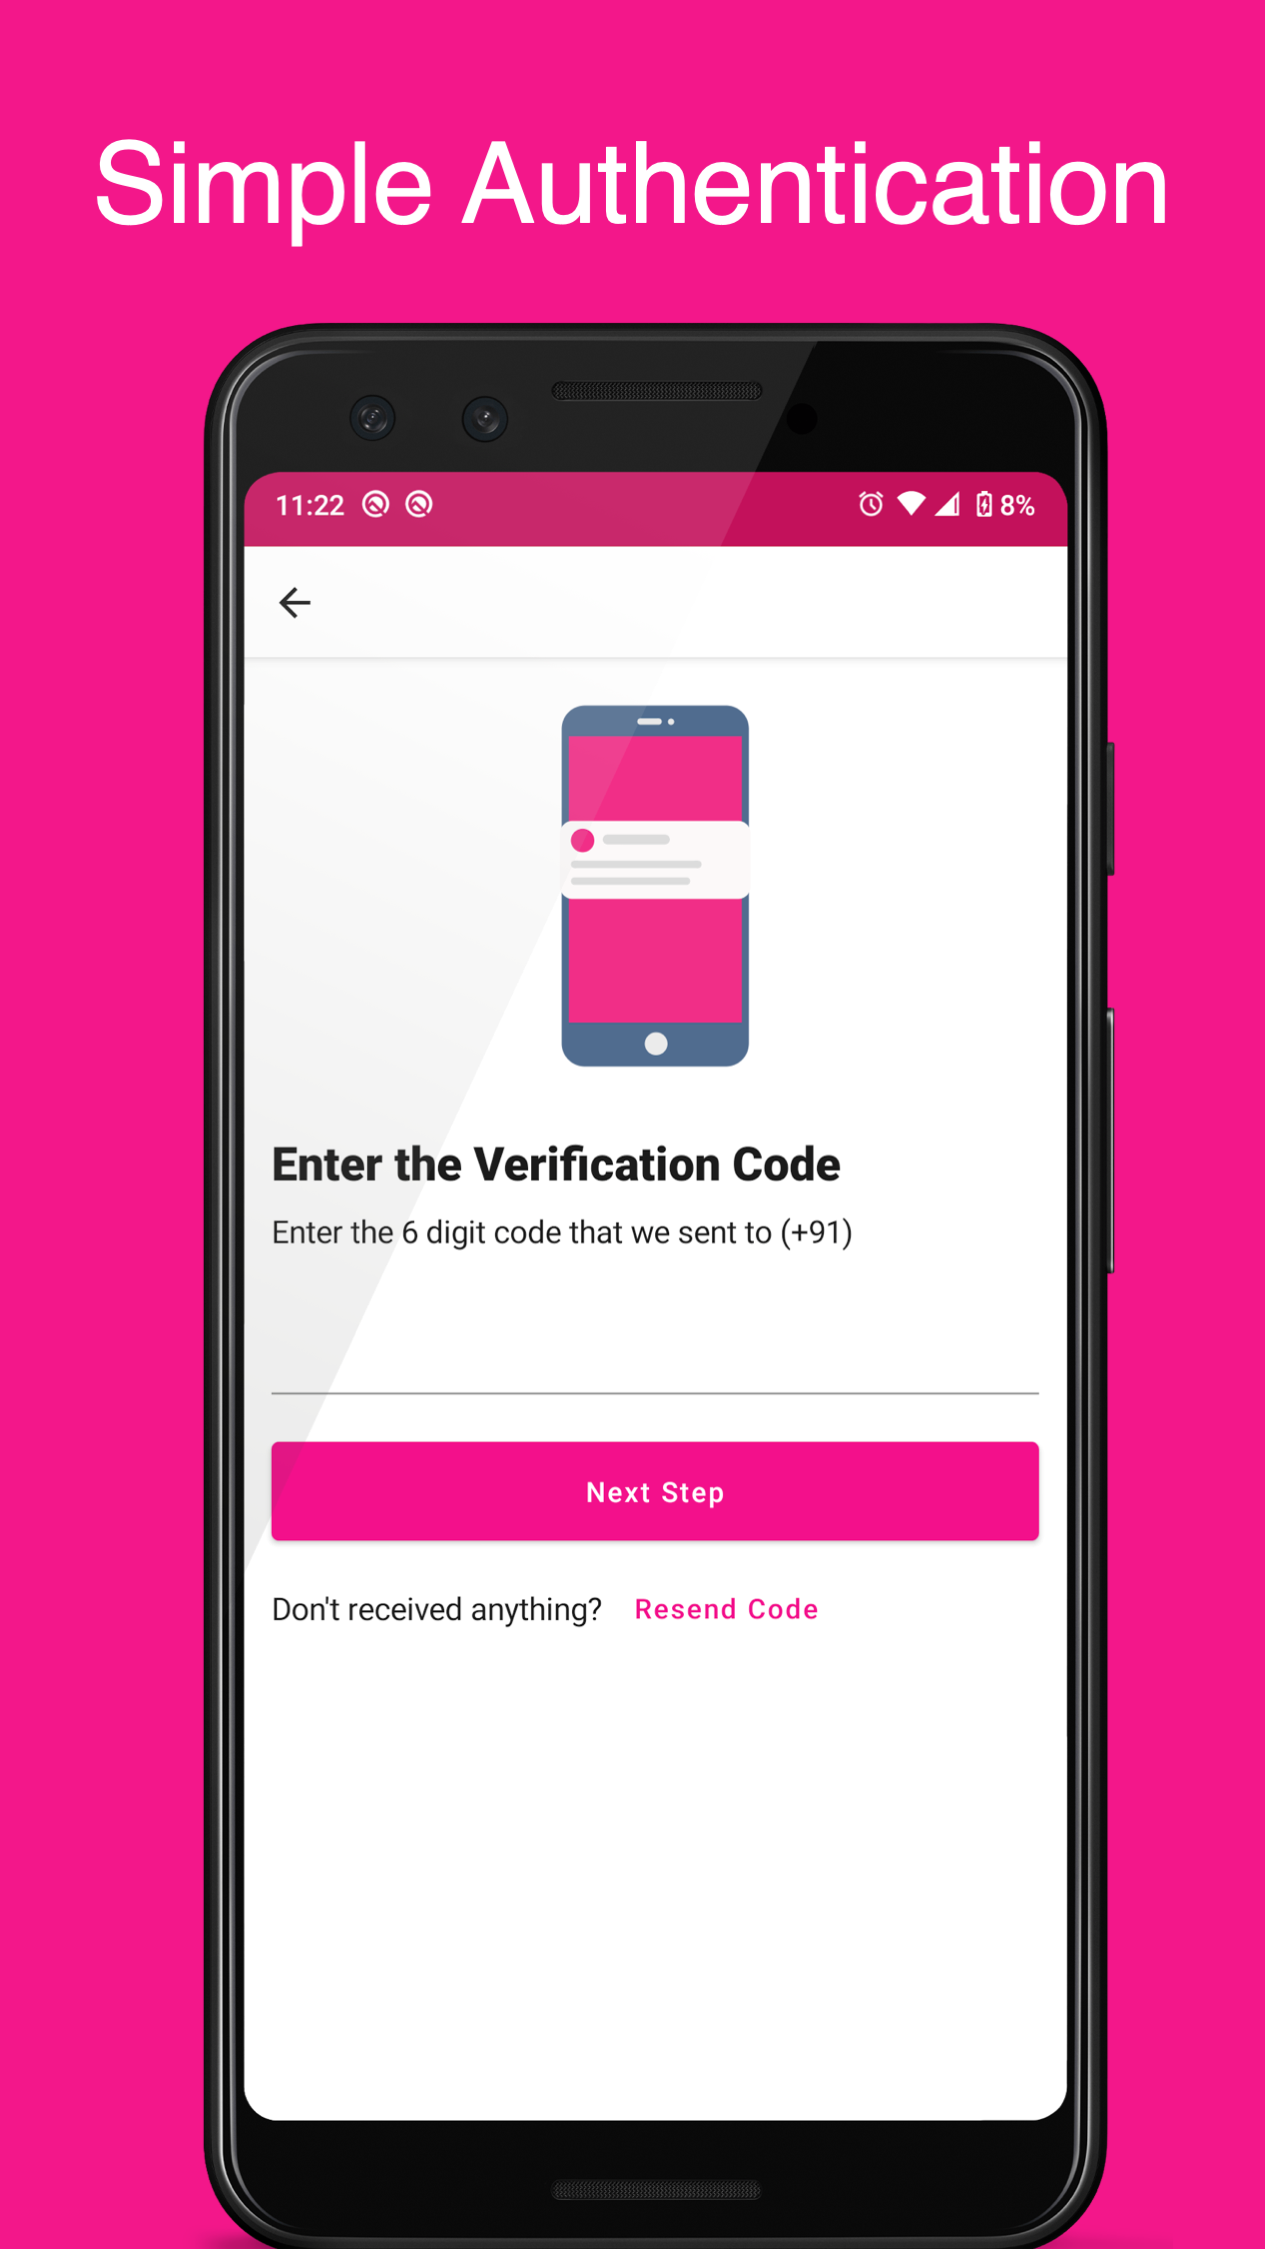 Simple Authentication
11:22 8%
Enter the Verification Code
Enter the 6 digit code that we sent to (+91)
Next Step
Don't received anything? Resend Code